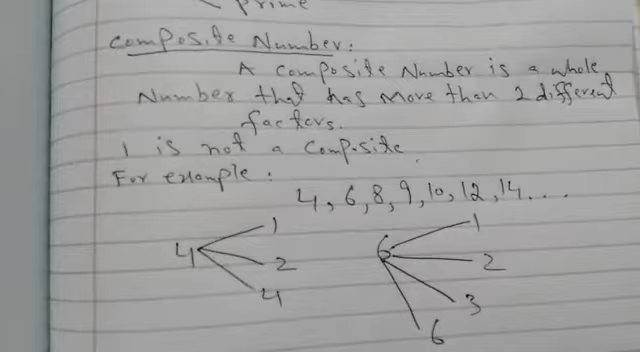 Prime
Composite Number:
A composite Number is a whole
Number that has more than 2 different
factors.
1 is not a Composite.
For example:
4, 6, 8, 9, 10, 12, 14...
4 1 2 4
6 1 2 3 6